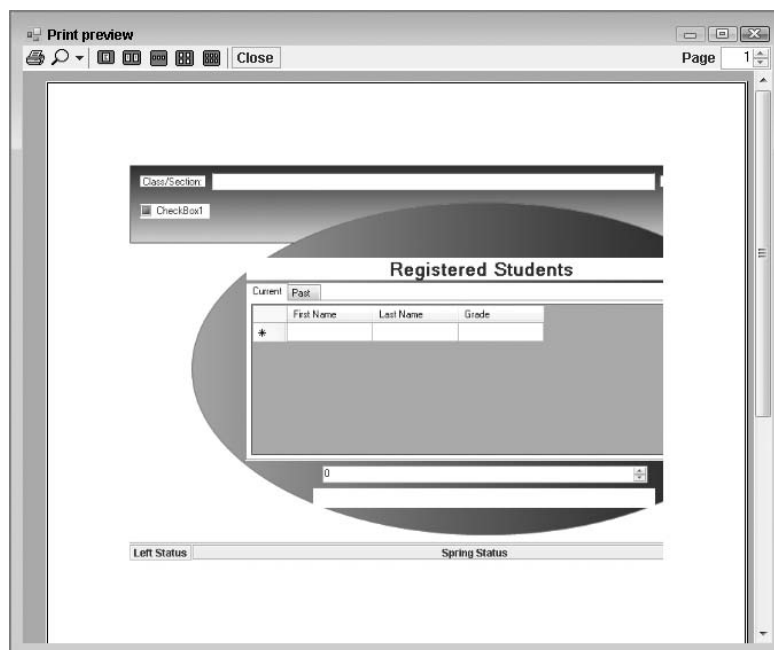 Print preview
Close
Page 1
Class/Section:
CheckBox1
Registered Students
Current Past
First Name Last Name Grade
0
Left Status Spring Status